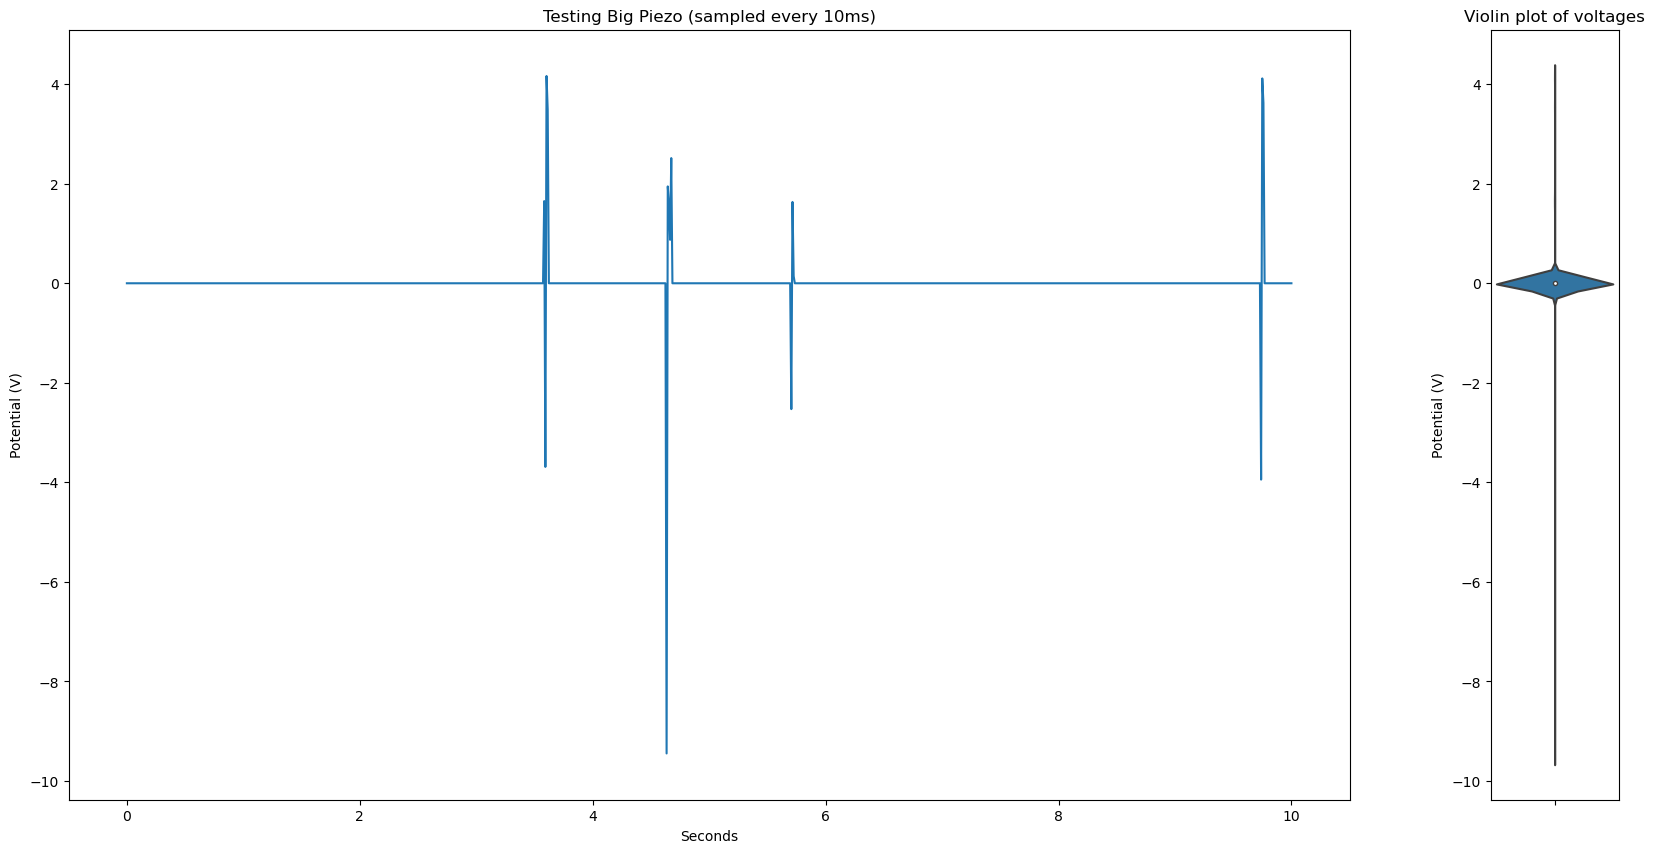 Testing Big Piezo (sampled every 10ms)
Potential (V)
4
2
0
−2
−4
−6
−8
−10
0 2 4 6 8 10
Seconds
Violin plot of voltages
Potential (V)
4
2
0
−2
−4
−6
−8
−10